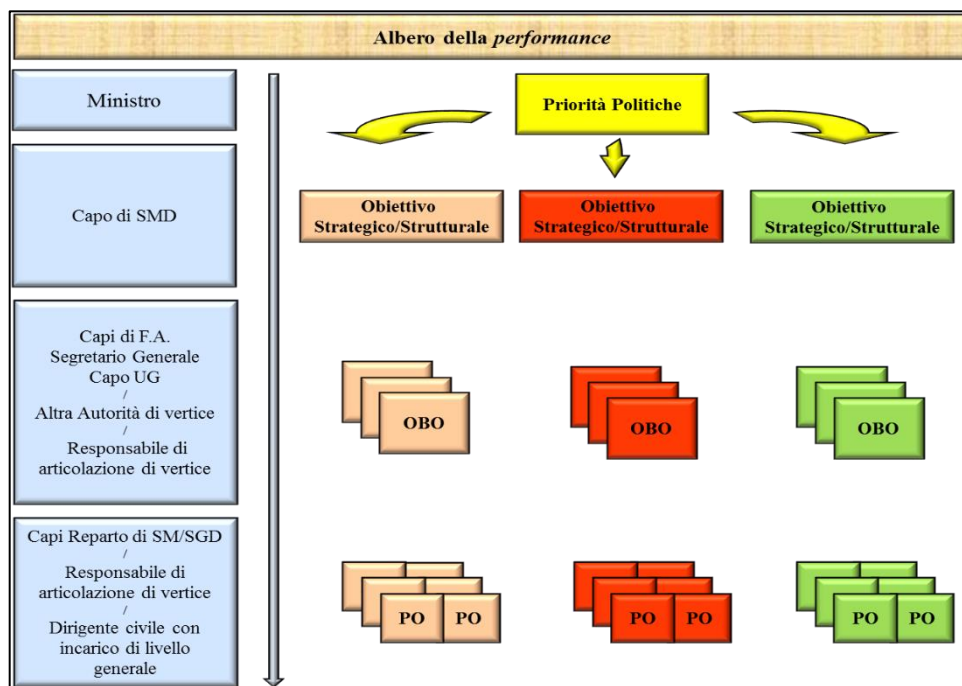 Albero della performance
Ministro
Priorità Politiche
Capo di SMD
Obiettivo
Strategico/Strutturale
Obiettivo
Strategico/Strutturale
Obiettivo
Strategico/Strutturale
Capi di F.A.
Segretario Generale
Capo UG
/
Altra Autorità di vertice
/
Responsabile di
articolazione di vertice
OBO
OBO
OBO
Capi Reparto di SM/SGD
/
Responsabile di
articolazione di vertice
/
Dirigente civile con
incarico di livello
generale
PO PO
PO PO
PO PO